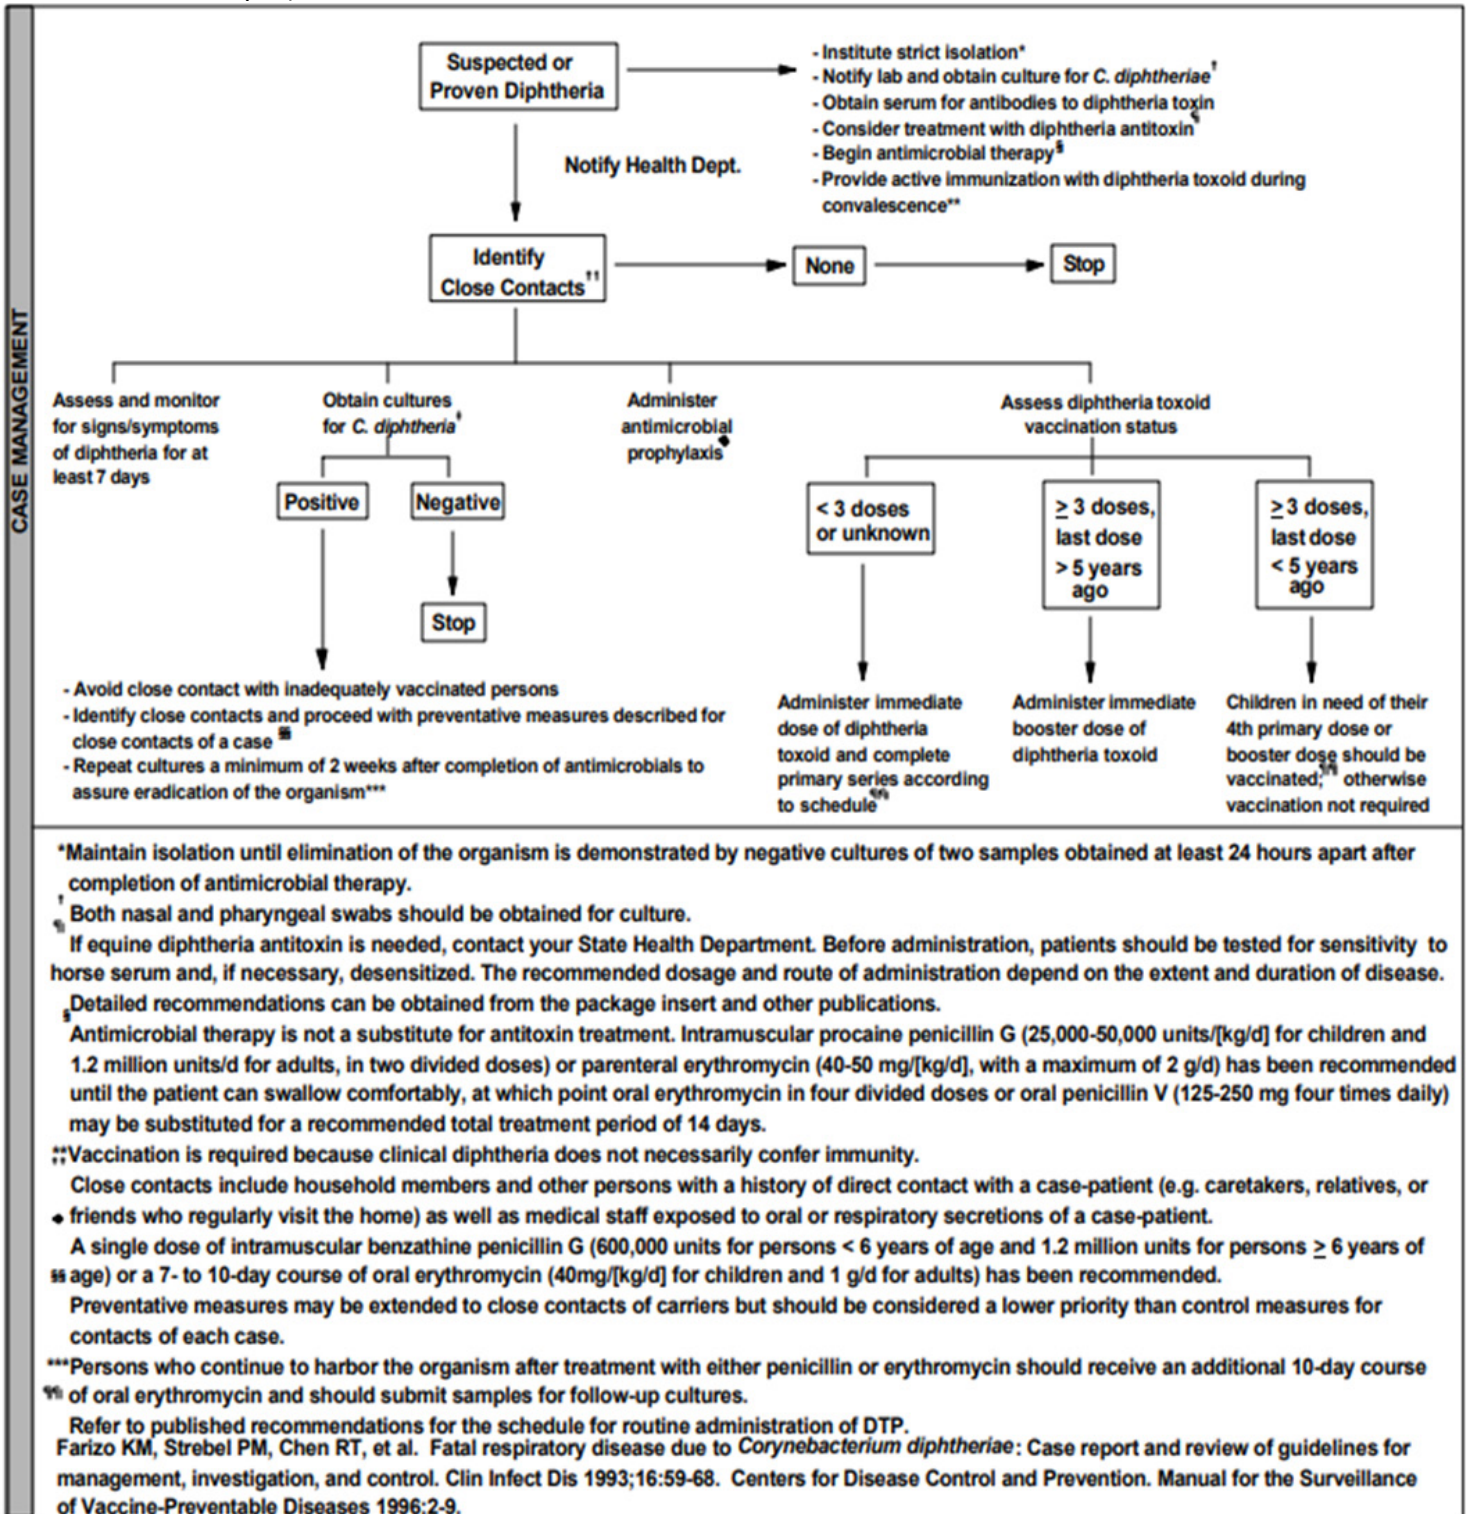 CASE MANAGEMENT
Suspected or
Proven Diphtheria
- Institute strict isolation*
- Notify lab and obtain culture for C. diphtheriae†
- Obtain serum for antibodies to diphtheria toxin
- Consider treatment with diphtheria antitoxin¶
- Begin antimicrobial therapy§
- Provide active immunization with diphtheria toxoid during
convalescence**
Notify Health Dept.
Identify
Close Contacts††
None
Stop
Assess and monitor
for signs/symptoms
of diphtheria for at
least 7 days
Obtain cultures
for C. diphtheria†
Positive
Negative
Stop
- Avoid close contact with inadequately vaccinated persons
- Identify close contacts and proceed with preventative measures described for
close contacts of a case §§
- Repeat cultures a minimum of 2 weeks after completion of antimicrobials to
assure eradication of the organism***
Administer
antimicrobial
prophylaxis◆
Assess diphtheria toxoid
vaccination status
< 3 doses
or unknown
≥ 3 doses,
last dose
> 5 years
ago
≥ 3 doses,
last dose
< 5 years
ago
Administer immediate
dose of diphtheria
toxoid and complete
primary series according
to schedule¶¶
Administer immediate
booster dose of
diphtheria toxoid
Children in need of their
4th primary dose or
booster dose should be
vaccinated;¶¶ otherwise
vaccination not required
*Maintain isolation until elimination of the organism is demonstrated by negative cultures of two samples obtained at least 24 hours apart after
completion of antimicrobial therapy.
† Both nasal and pharyngeal swabs should be obtained for culture.
¶ If equine diphtheria antitoxin is needed, contact your State Health Department. Before administration, patients should be tested for sensitivity to
horse serum and, if necessary, desensitized. The recommended dosage and route of administration depend on the extent and duration of disease.
Detailed recommendations can be obtained from the package insert and other publications.
§ Antimicrobial therapy is not a substitute for antitoxin treatment. Intramuscular procaine penicillin G (25,000-50,000 units/[kg/d] for children and
1.2 million units/d for adults, in two divided doses) or parenteral erythromycin (40-50 mg/[kg/d], with a maximum of 2 g/d) has been recommended
until the patient can swallow comfortably, at which point oral erythromycin in four divided doses or oral penicillin V (125-250 mg four times daily)
may be substituted for a recommended total treatment period of 14 days.
**Vaccination is required because clinical diphtheria does not necessarily confer immunity.
†† Close contacts include household members and other persons with a history of direct contact with a case-patient (e.g. caretakers, relatives, or
friends who regularly visit the home) as well as medical staff exposed to oral or respiratory secretions of a case-patient.
◆ A single dose of intramuscular benzathine penicillin G (600,000 units for persons < 6 years of age and 1.2 million units for persons ≥ 6 years of
age) or a 7- to 10-day course of oral erythromycin (40mg/[kg/d] for children and 1 g/d for adults) has been recommended.
§§ Preventative measures may be extended to close contacts of carriers but should be considered a lower priority than control measures for
contacts of each case.
***Persons who continue to harbor the organism after treatment with either penicillin or erythromycin should receive an additional 10-day course
of oral erythromycin and should submit samples for follow-up cultures.
¶¶ Refer to published recommendations for the schedule for routine administration of DTP.
Farizo KM, Strebel PM, Chen RT, et al. Fatal respiratory disease due to Corynebacterium diphtheriae: Case report and review of guidelines for
management, investigation, and control. Clin Infect Dis 1993;16:59-68. Centers for Disease Control and Prevention. Manual for the Surveillance
of Vaccine-Preventable Diseases 1996:2-9.